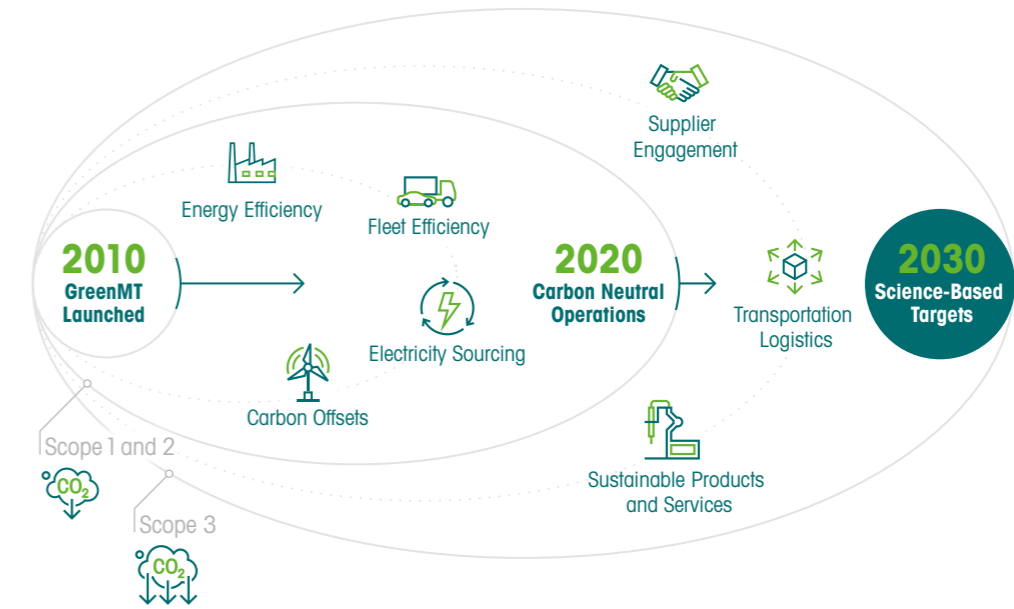 Supplier
Engagement
Energy Efficiency
Fleet Efficiency
2010
GreenMT
Launched
2020
Carbon Neutral
Operations
Transportation
Logistics
2030
Science-Based
Targets
Electricity Sourcing
Carbon Offsets
Scope 1 and 2
CO2
Sustainable Products
and Services
Scope 3
CO2